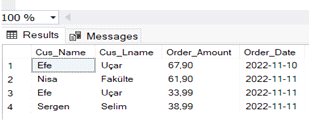 100 %
Results Messages
Cus_Name Cus_Lname Order_Amount Order_Date
1 Efe Uçar 67,90 2022-11-10
2 Nisa Fakülte 61,90 2022-11-11
3 Efe Uçar 33,99 2022-11-11
4 Sergen Selim 38,99 2022-11-11